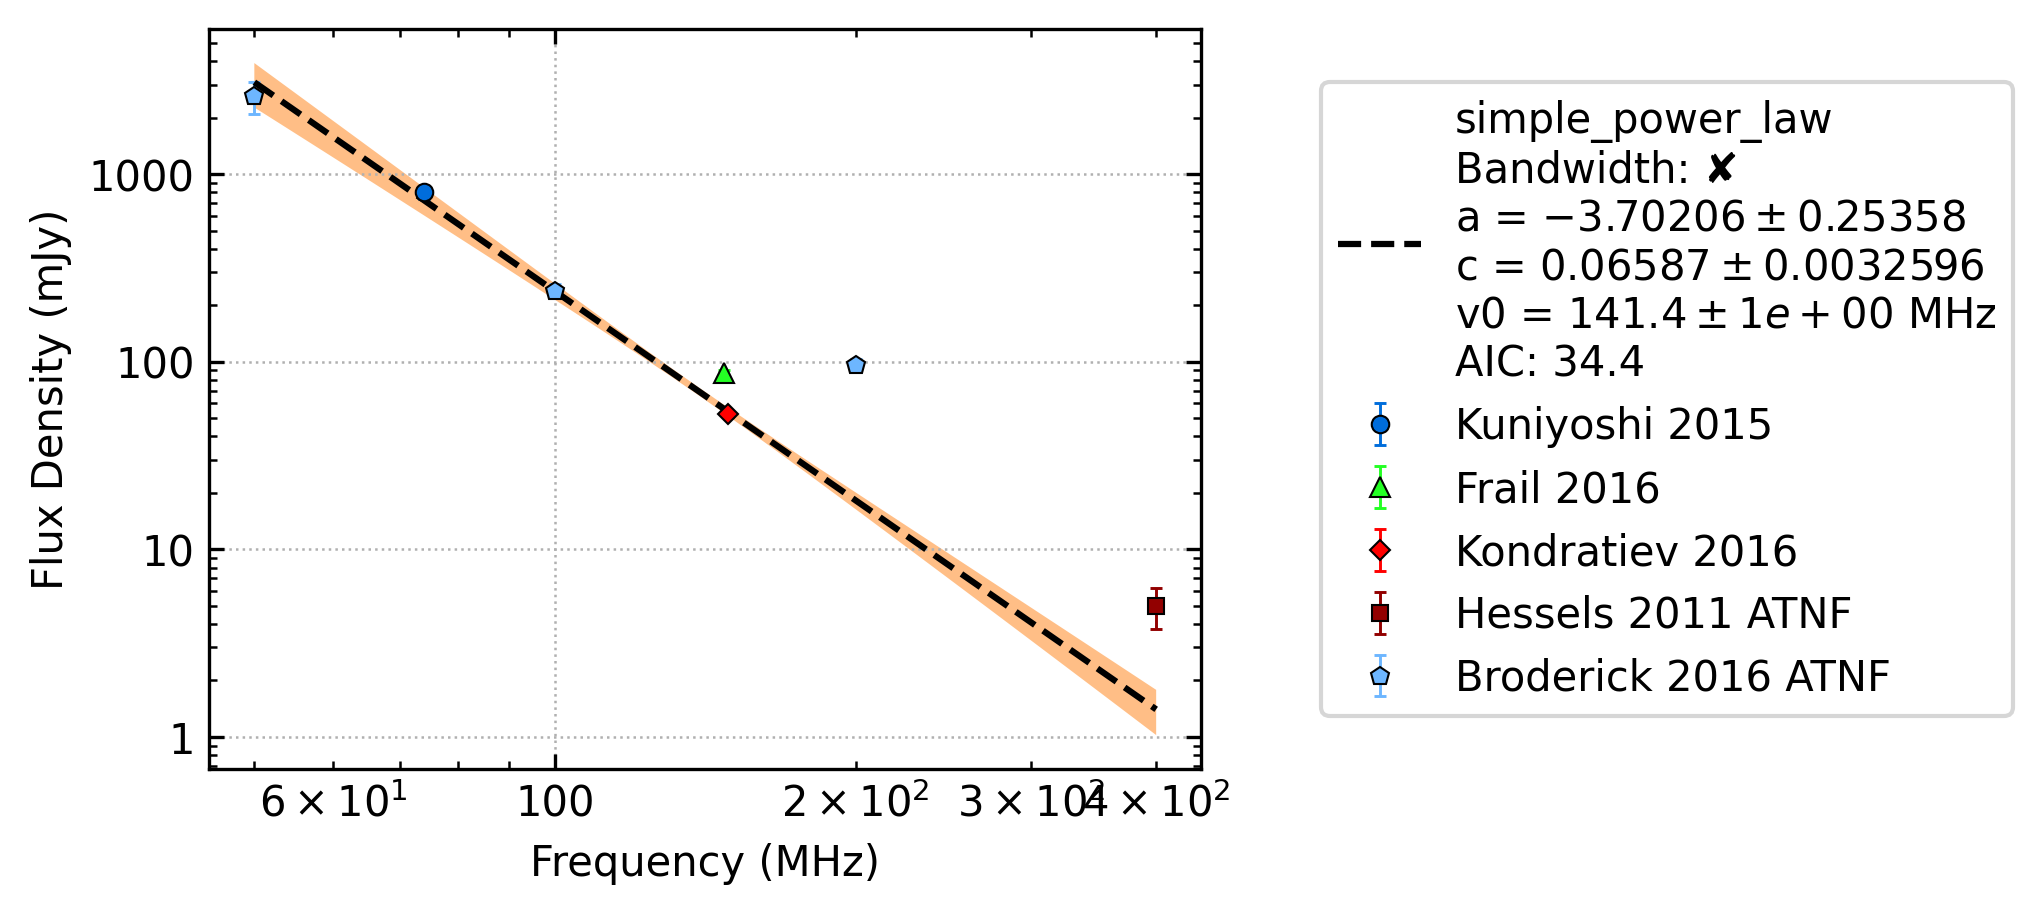 Flux Density (mJy)
1000
100
10
1
6×10¹
100
2×10²
3×10²
4×10²
Frequency (MHz)
simple_power_law
Bandwidth: ✘
a = −3.70206 ± 0.25358
c = 0.06587 ± 0.0032596
v0 = 141.4 ± 1e + 00 MHz
AIC: 34.4
Kuniyoshi 2015
Frail 2016
Kondratiev 2016
Hessels 2011 ATNF
Broderick 2016 ATNF